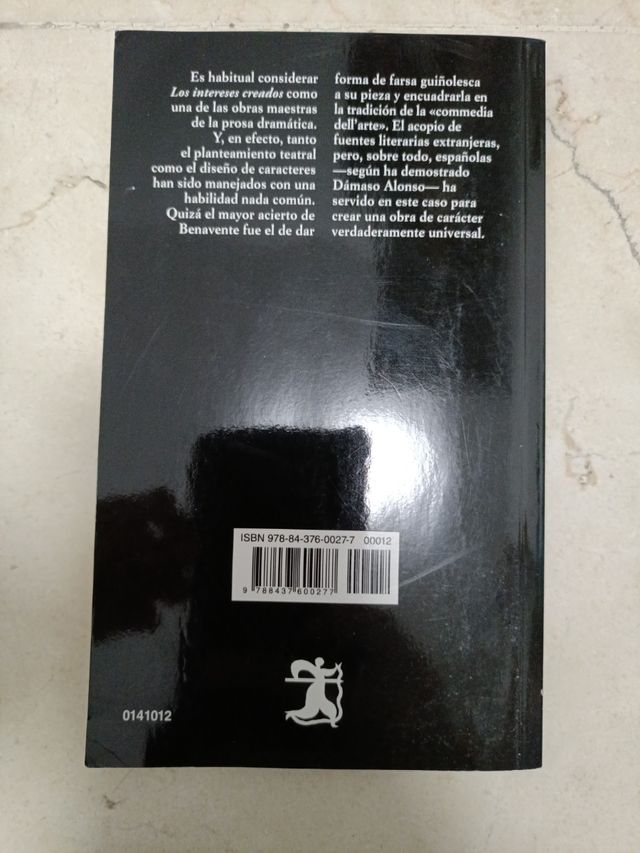 Es habitual considerar
Los intereses creados como
una de las obras maestras
de la prosa dramática.
Y, en efecto, tanto
el planteamiento teatral
como el diseño de caracteres
han sido manejados con una
habilidad nada común.
Quizá el mayor acierto de
Benavente fue el de dar
forma de farsa guiñolesca
a su pieza y encuadrarla en
la tradición de la «commedia
dell'arte». El acopio de
fuentes literarias extranjeras,
pero, sobre todo, españolas
—según ha demostrado
Dámaso Alonso— ha
servido en este caso para
crear una obra de carácter
verdaderamente universal.
ISBN 978-84-376-0027-7 00012
9 788437 600277
0141012